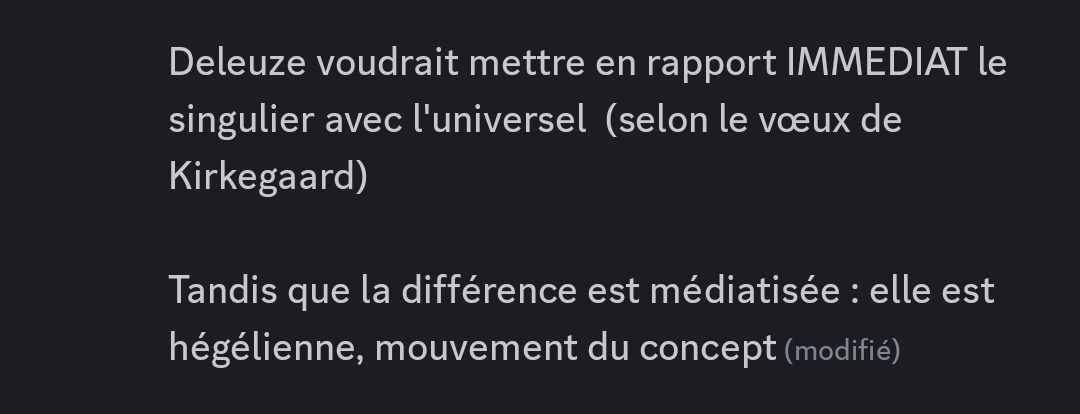 Deleuze voudrait mettre en rapport IMMEDIAT le
singulier avec l'universel  (selon le vœux de
Kirkegaard)
Tandis que la différence est médiatisée : elle est
hégélienne, mouvement du concept (modifié)